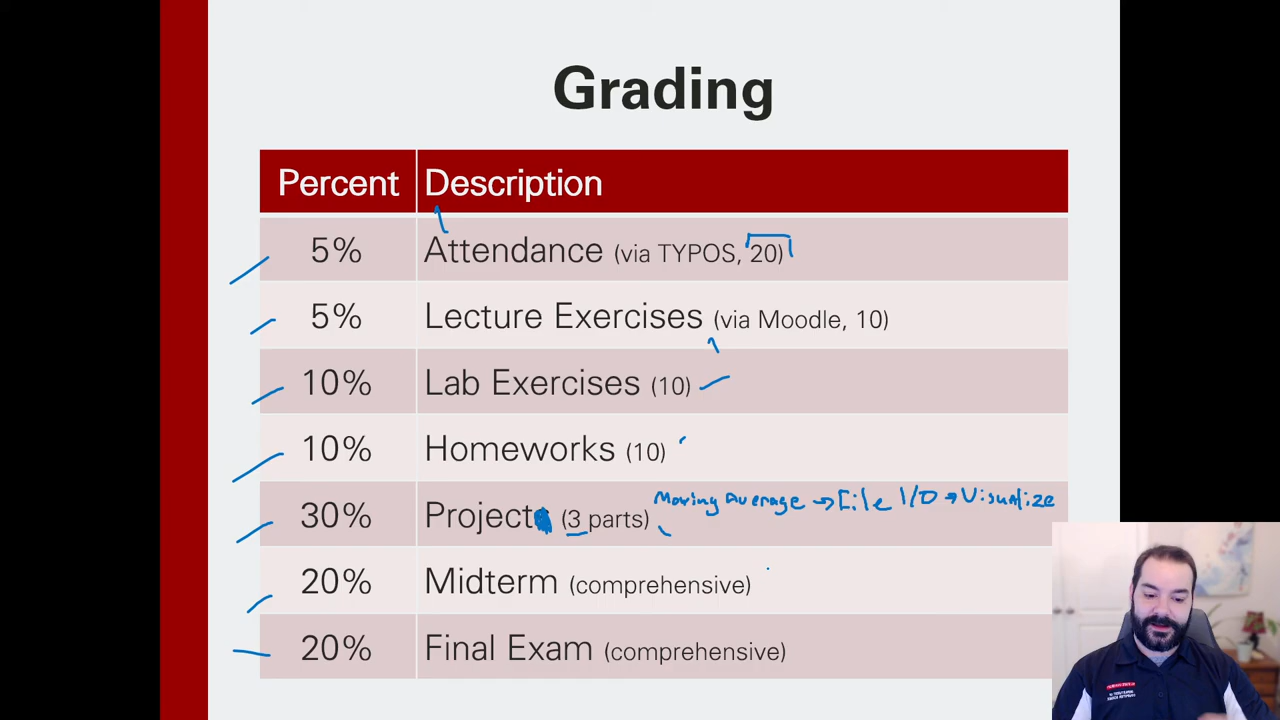 Grading
Percent Description
5% Attendance (via TYPOS, 20)
5% Lecture Exercises (via Moodle, 10)
10% Lab Exercises (10)
10% Homeworks (10)
Moving Average → File I/O → Visualize
30% Project (3 parts)
20% Midterm (comprehensive)
20% Final Exam (comprehensive)